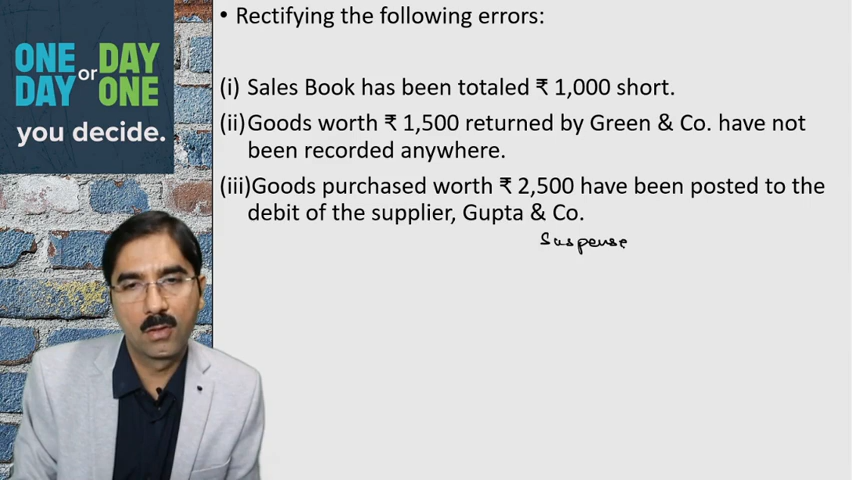 ONE DAY or DAY ONE
you decide.
• Rectifying the following errors:
(i) Sales Book has been totaled ₹ 1,000 short.
(ii)Goods worth ₹ 1,500 returned by Green & Co. have not
been recorded anywhere.
(iii)Goods purchased worth ₹ 2,500 have been posted to the
debit of the supplier, Gupta & Co.
Suspense